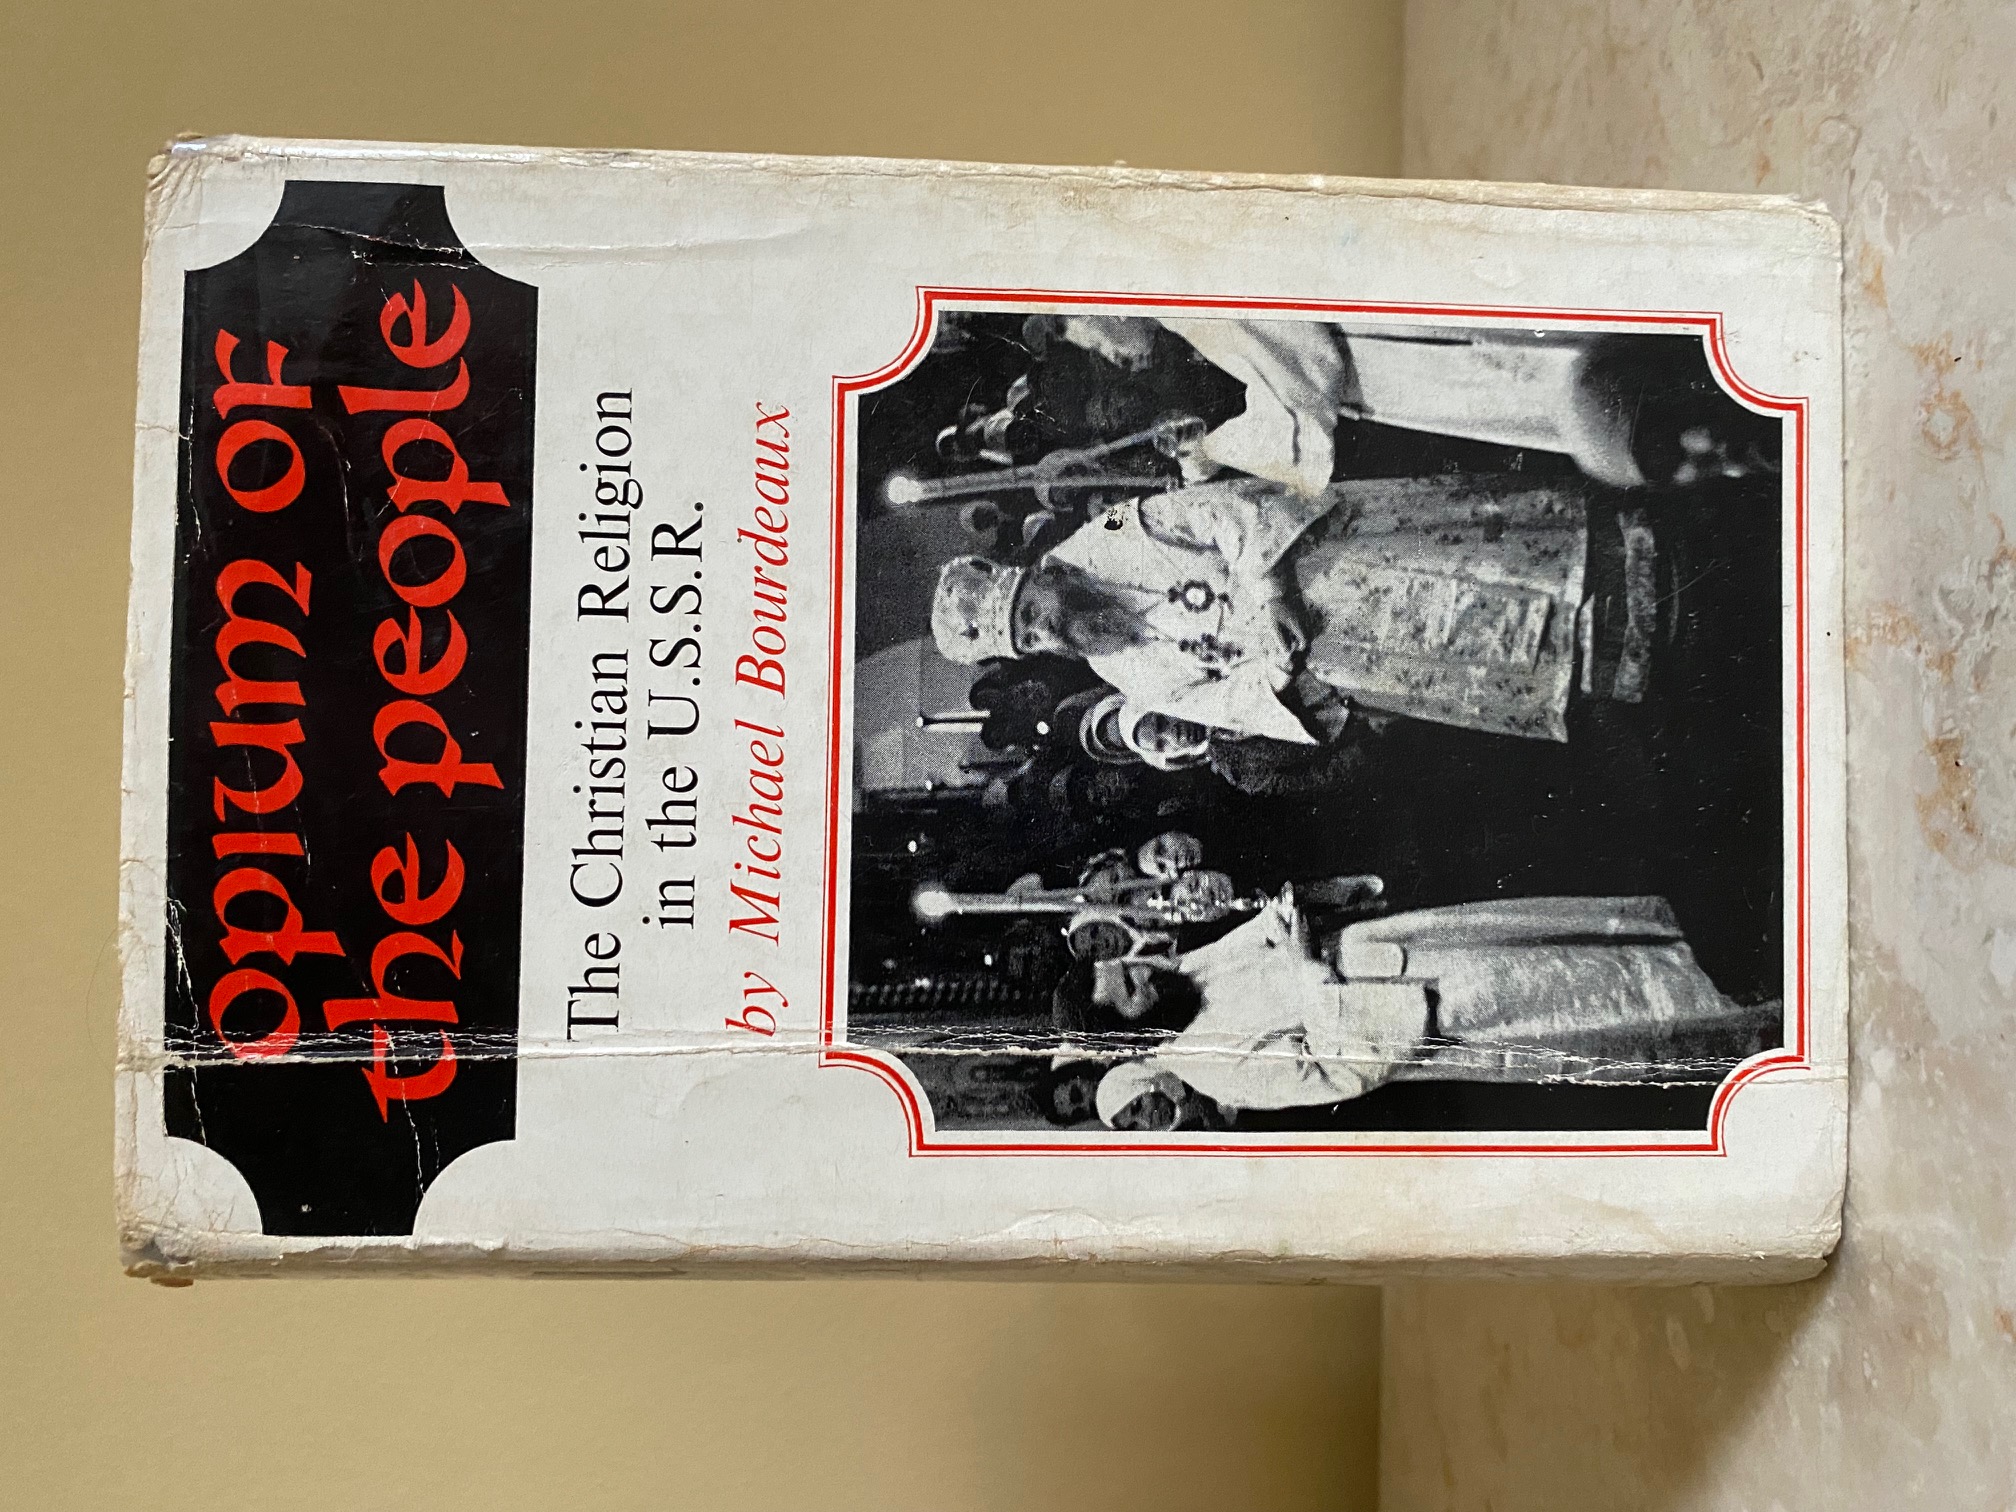 opium of
the people
The Christian Religion
in the U.S.S.R.
by Michael Bourdeaux